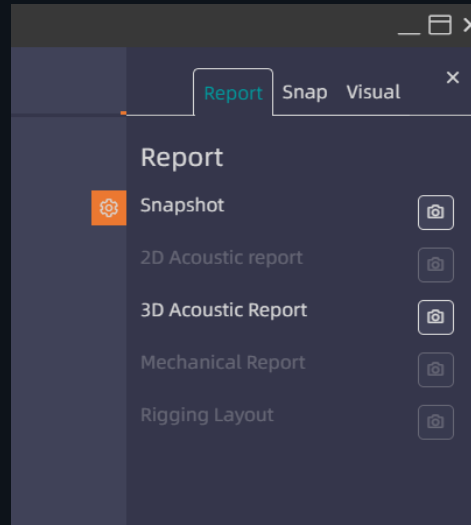 Report Snap Visual
Report
Snapshot
2D Acoustic report
3D Acoustic Report
Mechanical Report
Rigging Layout